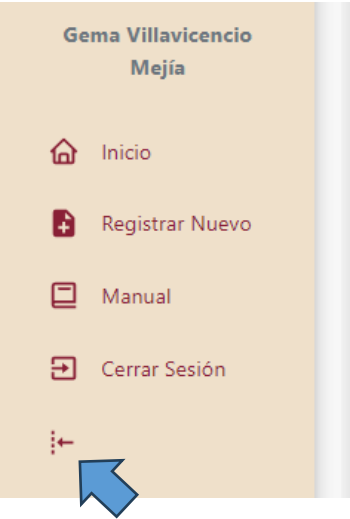 Gema Villavicencio
Mejía
Inicio
Registrar Nuevo
Manual
Cerrar Sesión